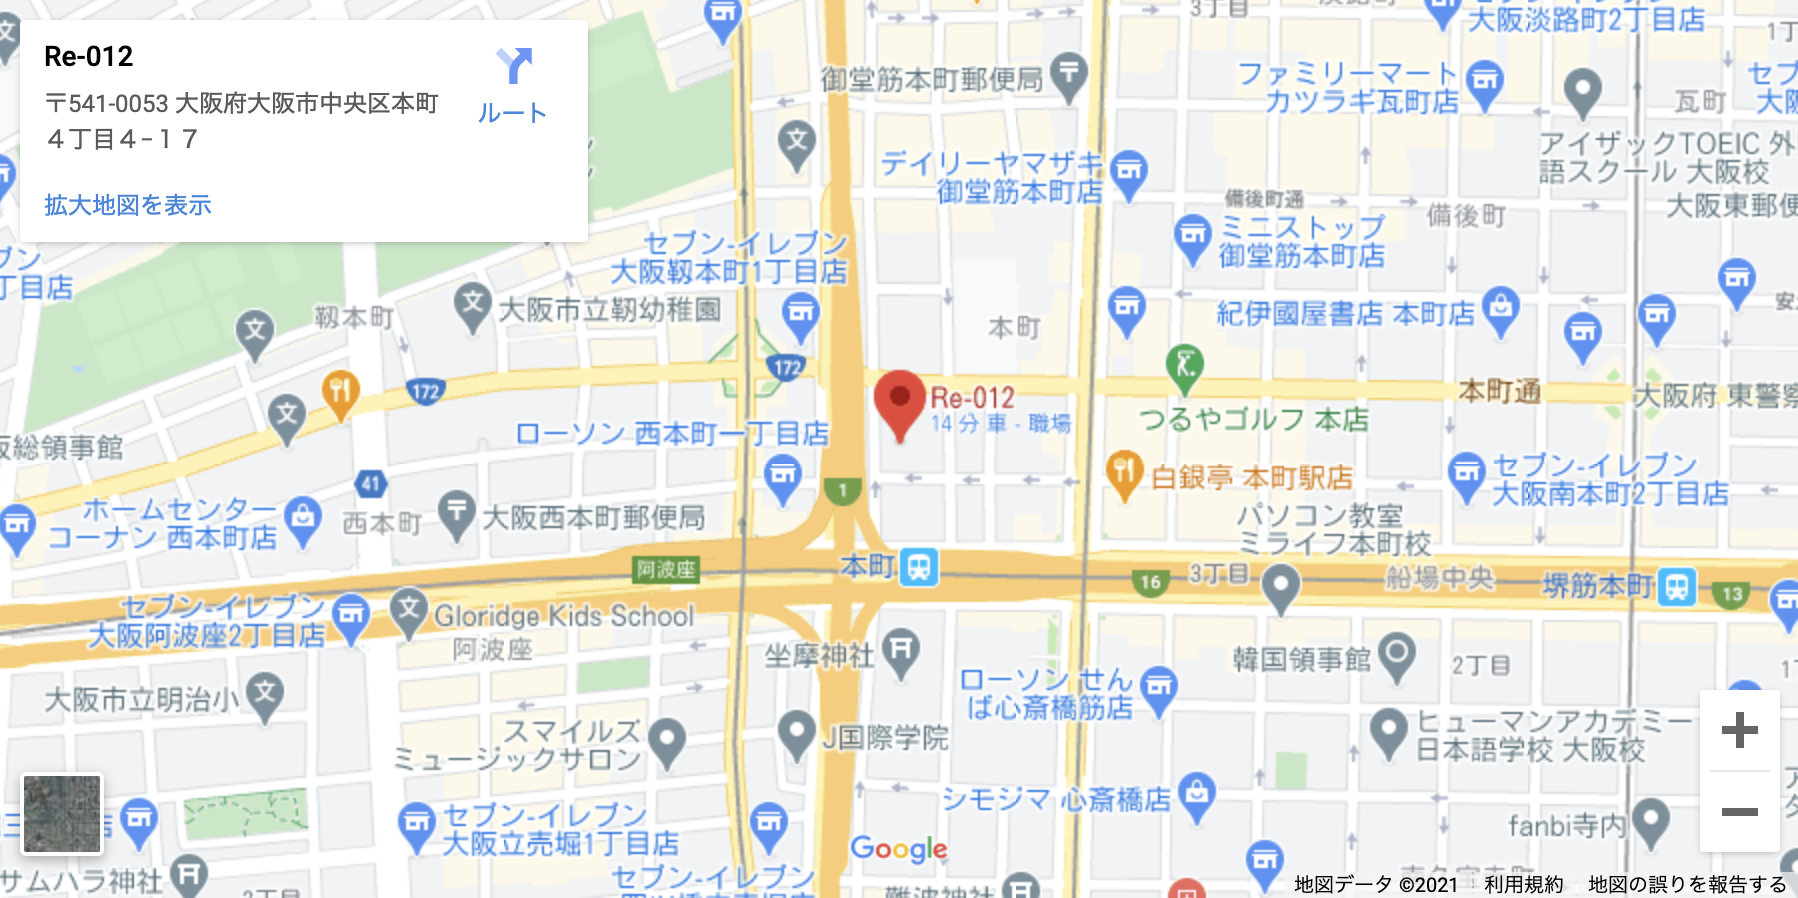 Re-012
〒541-0053 大阪府大阪市中央区本町
４丁目４−１７
ルート
拡大地図を表示
3丁目
大阪淡路町2丁目店
御堂筋本町郵便局
ファミリーマート
カツラギ瓦町店
瓦町
アイザックTOEIC 外
語スクール 大阪校
大阪東郵便
デイリーヤマザキ
御堂筋本町店
備後町通
備後町
ミニストップ
御堂筋本町店
セブン-イレブン
大阪靱本町1丁目店
丁目店
大阪市立靭幼稚園
靱本町
本町
紀伊國屋書店 本町店
172
172
Re-012
14 分 車 - 職場
つるやゴルフ 本店
本町通
大阪府 東警察
ローソン 西本町一丁目店
阪総領事館
41
1
白銀亭 本町駅店
セブン-イレブン
大阪南本町2丁目店
ホームセンター
コーナン 西本町店
西本町
大阪西本町郵便局
パソコン教室
ミライフ本町校
阿波座
本町
16
3丁目
船場中央
堺筋本町
13
セブン-イレブン
大阪阿波座2丁目店
Gloridge Kids School
阿波座
坐摩神社
韓国領事館
2丁目
ローソン せん
ば心斎橋筋店
大阪市立明治小
スマイルズ
ミュージックサロン
J国際学院
ヒューマンアカデミー
日本語学校 大阪校
シモジマ 心斎橋店
セブン-イレブン
大阪立売堀1丁目店
fanbi寺内
Google
サムハラ神社
2丁目
セブン-イレブン
難波神社
地図データ ©2021
利用規約
地図の誤りを報告する